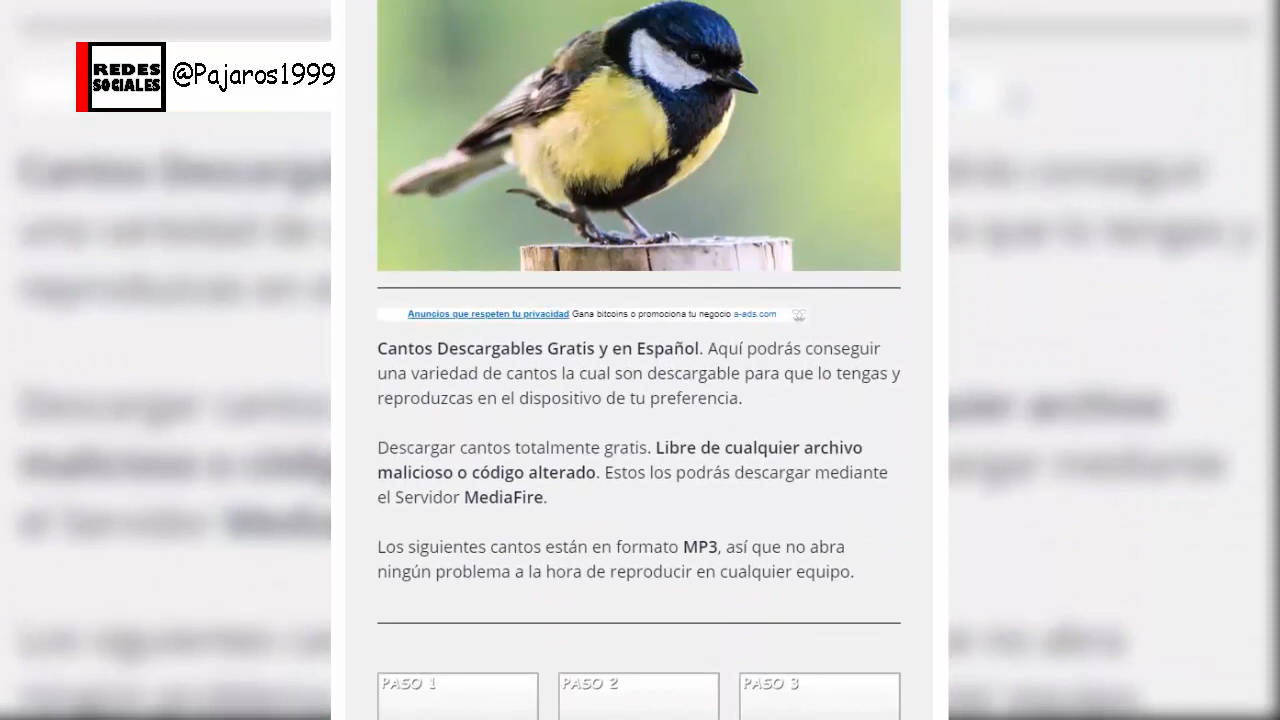 REDES
SOCIALES
@Pajaros1999
Anuncios que respeten tu privacidad Gana bitcoins o promociona tu negocio a-ads.com
Cantos Descargables Gratis y en Español. Aquí podrás conseguir
una variedad de cantos la cual son descargable para que lo tengas y
reproduzcas en el dispositivo de tu preferencia.
Descargar cantos totalmente gratis. Libre de cualquier archivo
malicioso o código alterado. Estos los podrás descargar mediante
el Servidor MediaFire.
Los siguientes cantos están en formato MP3, así que no abra
ningún problema a la hora de reproducir en cualquier equipo.
PASO 1
PASO 2
PASO 3